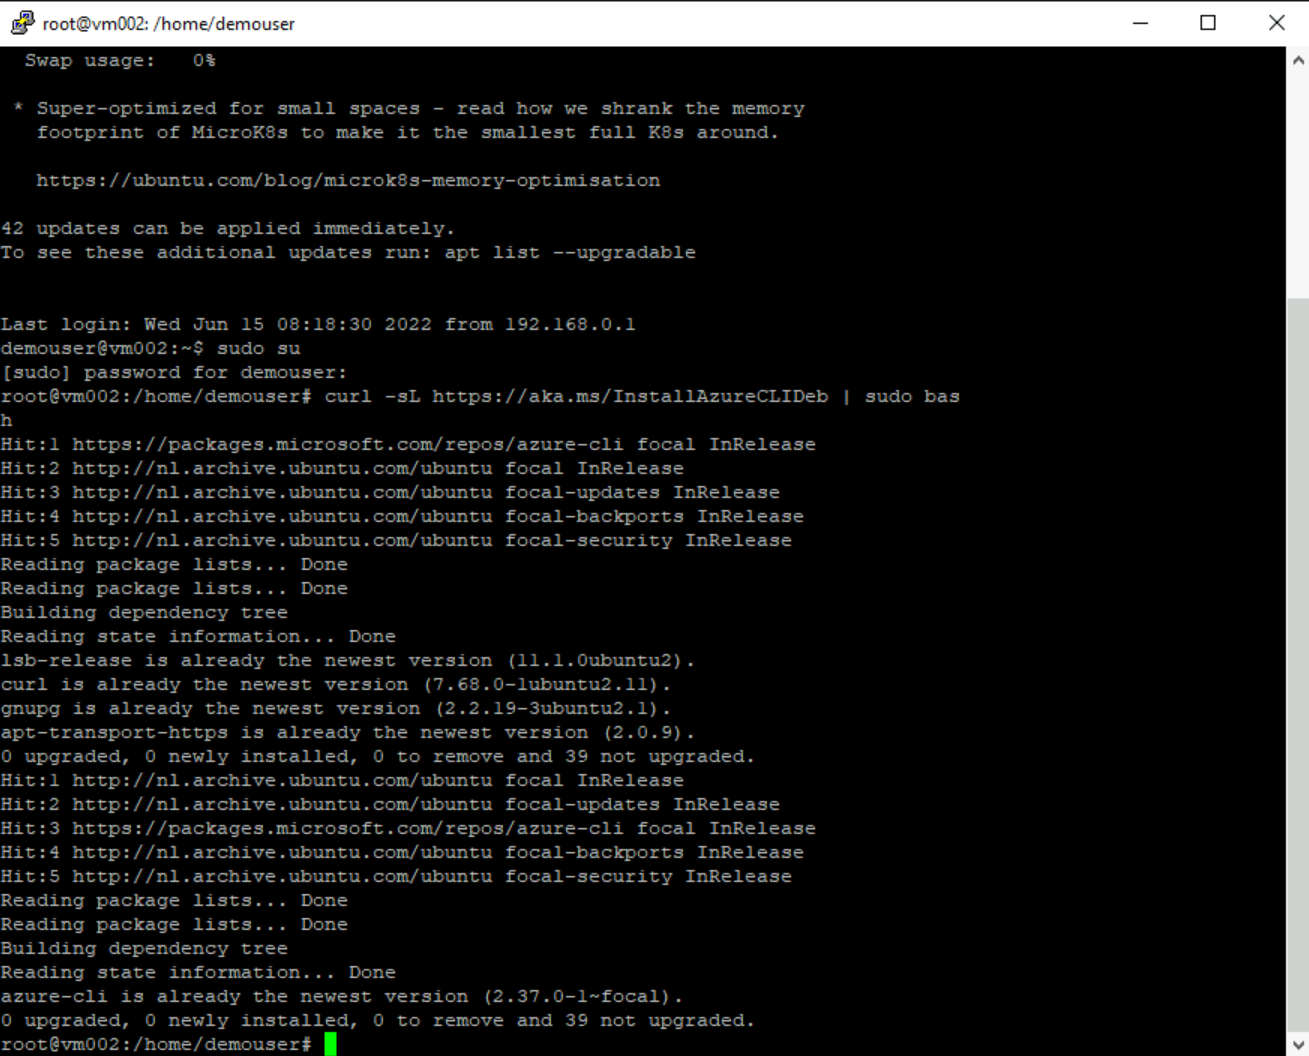 root@vm002: /home/demouser
Swap usage:   0%
* Super-optimized for small spaces - read how we shrank the memory
footprint of MicroK8s to make it the smallest full K8s around.
https://ubuntu.com/blog/microk8s-memory-optimisation
42 updates can be applied immediately.
To see these additional updates run: apt list --upgradable
Last login: Wed Jun 15 08:18:30 2022 from 192.168.0.1
demouser@vm002:~$ sudo su
[sudo] password for demouser:
root@vm002:/home/demouser# curl -sL https://aka.ms/InstallAzureCLIDeb | sudo bas
h
Hit:1 https://packages.microsoft.com/repos/azure-cli focal InRelease
Hit:2 http://nl.archive.ubuntu.com/ubuntu focal InRelease
Hit:3 http://nl.archive.ubuntu.com/ubuntu focal-updates InRelease
Hit:4 http://nl.archive.ubuntu.com/ubuntu focal-backports InRelease
Hit:5 http://nl.archive.ubuntu.com/ubuntu focal-security InRelease
Reading package lists... Done
Reading package lists... Done
Building dependency tree
Reading state information... Done
lsb-release is already the newest version (11.1.0ubuntu2).
curl is already the newest version (7.68.0-1ubuntu2.11).
gnupg is already the newest version (2.2.19-3ubuntu2.1).
apt-transport-https is already the newest version (2.0.9).
0 upgraded, 0 newly installed, 0 to remove and 39 not upgraded.
Hit:1 http://nl.archive.ubuntu.com/ubuntu focal InRelease
Hit:2 http://nl.archive.ubuntu.com/ubuntu focal-updates InRelease
Hit:3 https://packages.microsoft.com/repos/azure-cli focal InRelease
Hit:4 http://nl.archive.ubuntu.com/ubuntu focal-backports InRelease
Hit:5 http://nl.archive.ubuntu.com/ubuntu focal-security InRelease
Reading package lists... Done
Reading package lists... Done
Building dependency tree
Reading state information... Done
azure-cli is already the newest version (2.37.0-1~focal).
0 upgraded, 0 newly installed, 0 to remove and 39 not upgraded.
root@vm002:/home/demouser#